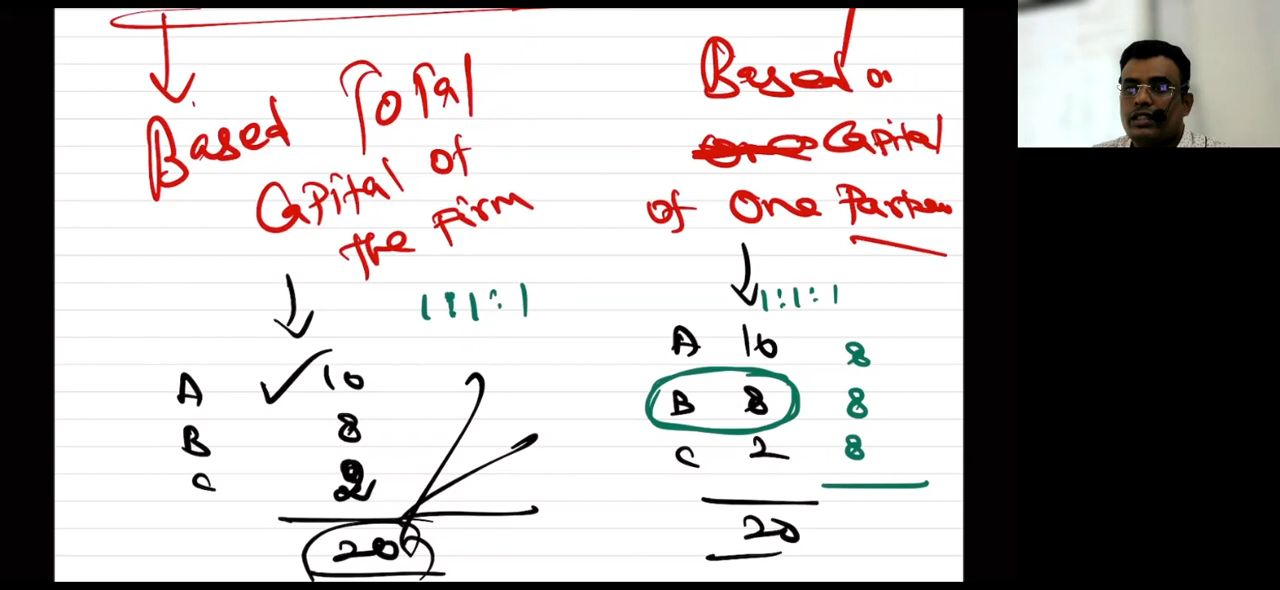 Based Total
Capital of
the firm
1:1:1
A 10
B 8
C 2
20
Based on
Capital
of One Partner
1:1:1
A 10 8
B 8 8
C 2 8
20